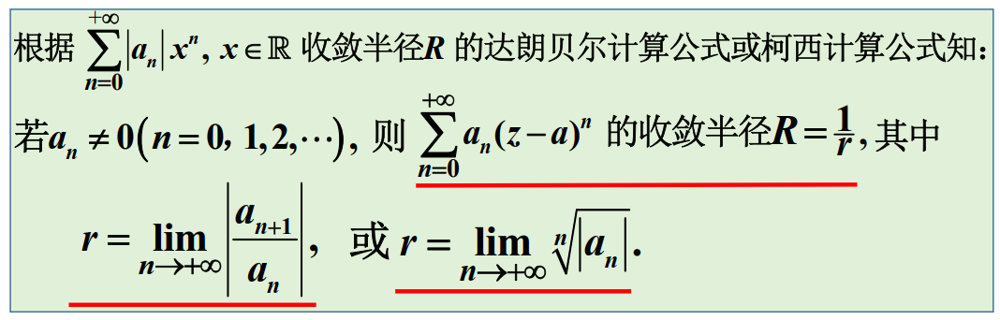 根据 $\sum_{n=0}^{+\infty} |a_n| x^n, x \in \mathbb{R}$ 收敛半径R 的达朗贝尔计算公式或柯西计算公式知：
若$a_n \neq 0 (n = 0, 1, 2, \cdots)$, 则 $\sum_{n=0}^{+\infty} a_n (z-a)^n$ 的收敛半径$R = \frac{1}{r}$, 其中
$r = \lim_{n \to +\infty} \left| \frac{a_{n+1}}{a_n} \right|$, 或 $r = \lim_{n \to +\infty} \sqrt[n]{|a_n|}$.